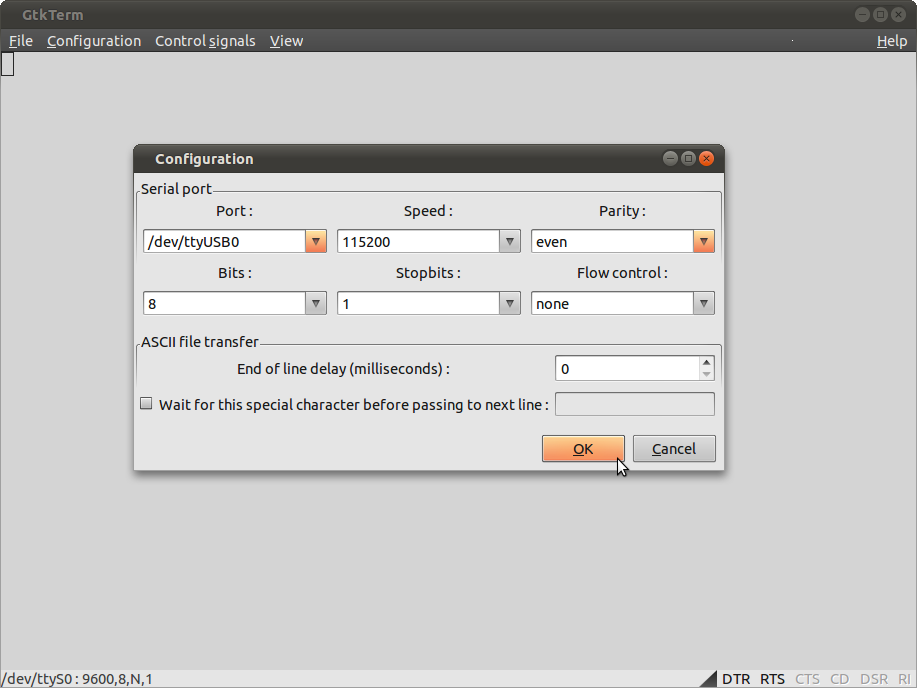 GtkTerm
File Configuration Control signals View Help
Configuration
Serial port
Port : Speed : Parity :
/dev/ttyUSB0 115200 even
Bits : Stopbits : Flow control :
8 1 none
ASCII file transfer
End of line delay (milliseconds) : 0
Wait for this special character before passing to next line :
OK Cancel
/dev/ttyS0 : 9600,8,N,1 DTR RTS CTS CD DSR RI